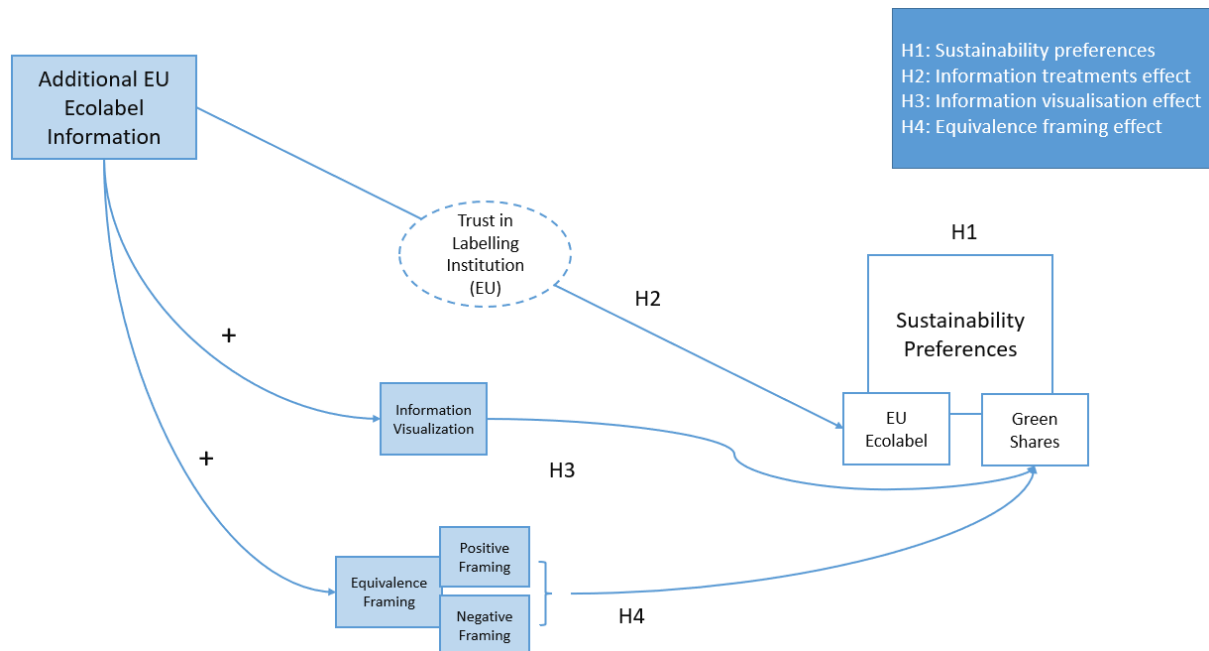 Additional EU
Ecolabel
Information
H1: Sustainability preferences
H2: Information treatments effect
H3: Information visualisation effect
H4: Equivalence framing effect
Trust in
Labelling
Institution
(EU)
H1
H2
Sustainability
Preferences
+
Information
Visualization
EU
Ecolabel
Green
Shares
+
H3
Positive
Framing
Equivalence
Framing
Negative
Framing
H4